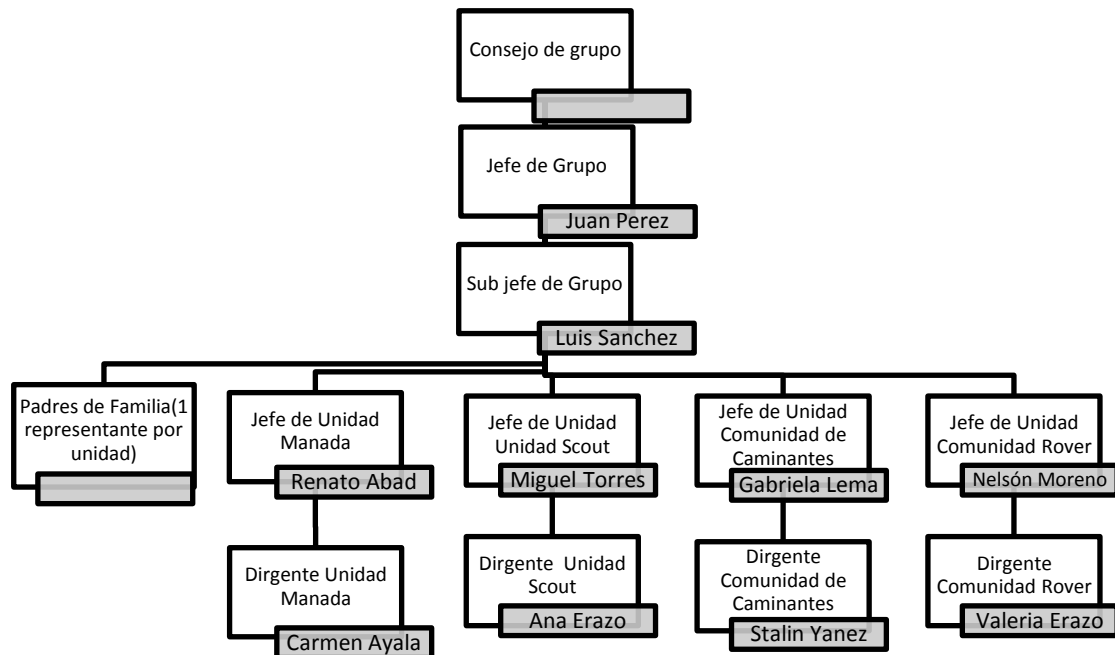 Consejo de grupo
Jefe de Grupo
Juan Perez
Sub jefe de Grupo
Luis Sanchez
Padres de Familia(1
representante por
unidad)
Jefe de Unidad
Manada
Renato Abad
Jefe de Unidad
Unidad Scout
Miguel Torres
Jefe de Unidad
Comunidad de
Caminantes
Gabriela Lema
Jefe de Unidad
Comunidad Rover
Nelsón Moreno
Dirgente Unidad
Manada
Carmen Ayala
Dirgente  Unidad
Scout
Ana Erazo
Dirgente
Comunidad de
Caminantes
Stalin Yanez
Dirgente
Comunidad Rover
Valeria Erazo